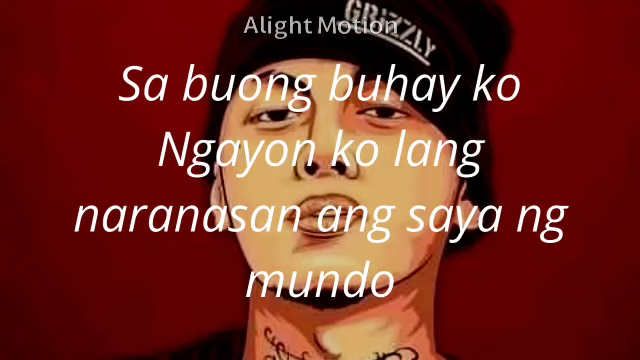 Alight Motion
GRIZZLY
Sa buong buhay ko
Ngayon ko lang
naranasan ang saya ng
mundo